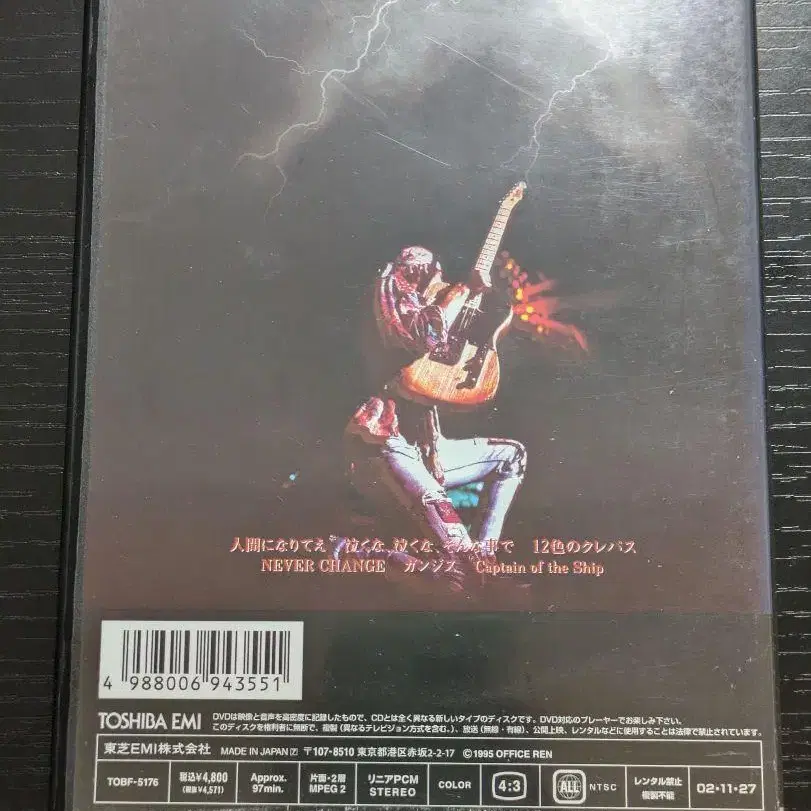 人間になりてえ 泣くな、泣くな、そんな事で 12色のクレパス
NEVER CHANGE ガンジス Captain of the Ship
4 988006 943551
TOSHIBA EMI
DVDは映像と音声を高密度に記録したもので、CDとは全く異なる新しいタイプのディスクです。DVD対応のプレーヤーでお楽しみ下さい。
このディスクを権利者に無断で、複製(異なるテレビジョン方式を含む。)、放送(無線・有線)、公開上映、レンタルなどに使用することは法律で禁止されています。
東芝EMI株式会社 MADE IN JAPAN 〒107-8510 東京都港区赤坂2-2-17 ©1995 OFFICE REN
TOBF-5176 税込¥4,800 (税抜¥4,571) Approx. 97min. 片面・2層 MPEG 2 リニアPCM STEREO COLOR 4:3 ALL NTSC レンタル禁止 複製不能 02・11・27